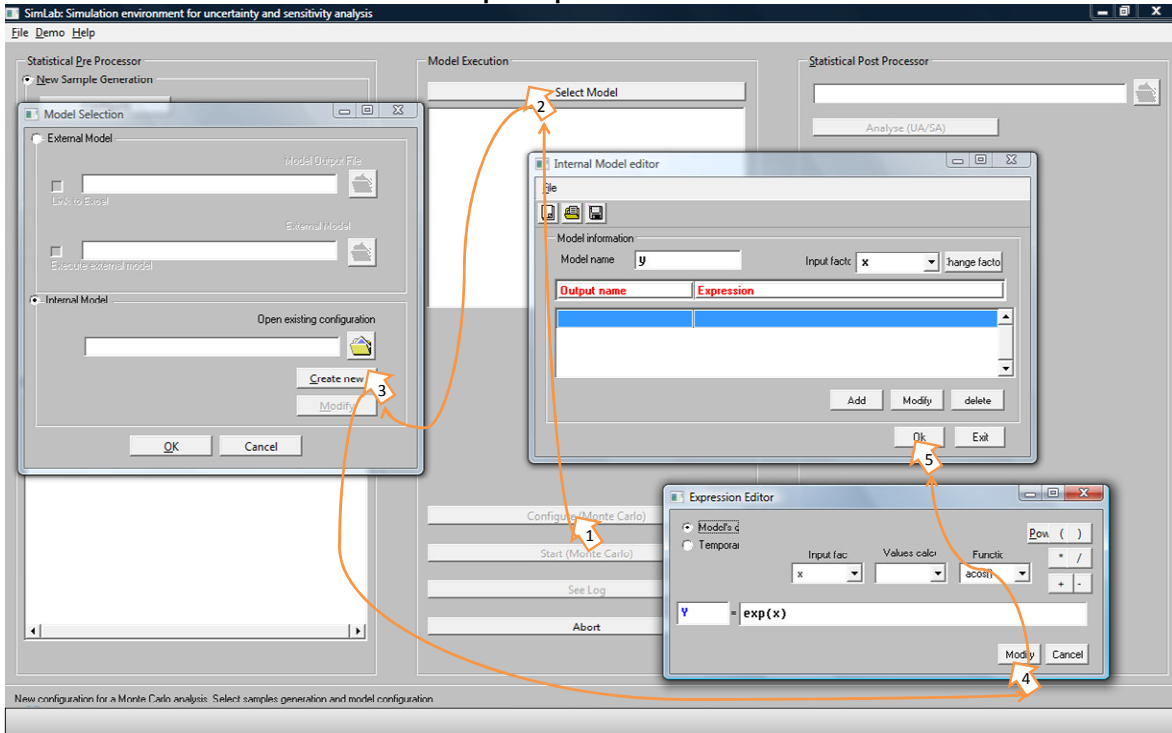 SimLab: Simulation environment for uncertainty and sensitivity analysis
File Demo Help
Statistical Pre Processor
New Sample Generation
Model Execution
Select Model
Statistical Post Processor
Analyse (UA/SA)
Model Selection
External Model
Model Output File
Link to Excel
External Model
Execute external model
Internal Model
Open existing configuration
Create new
Modify
OK Cancel
2
3
Internal Model editor
File
Model information
Model name y
Input factc x
hange facto
Output name Expression
Add Modify delete
Ok Exit
5
Configure (Monte Carlo)
1
Start (Monte Carlo)
See Log
Abort
Expression Editor
Model's
Temporar
Input fac Values calc Functic
x acos()
Pow ( )
* /
+ -
Y = exp(x)
Modify Cancel
4
New configuration for a Monte Carlo analysis. Select samples generation and model configuration